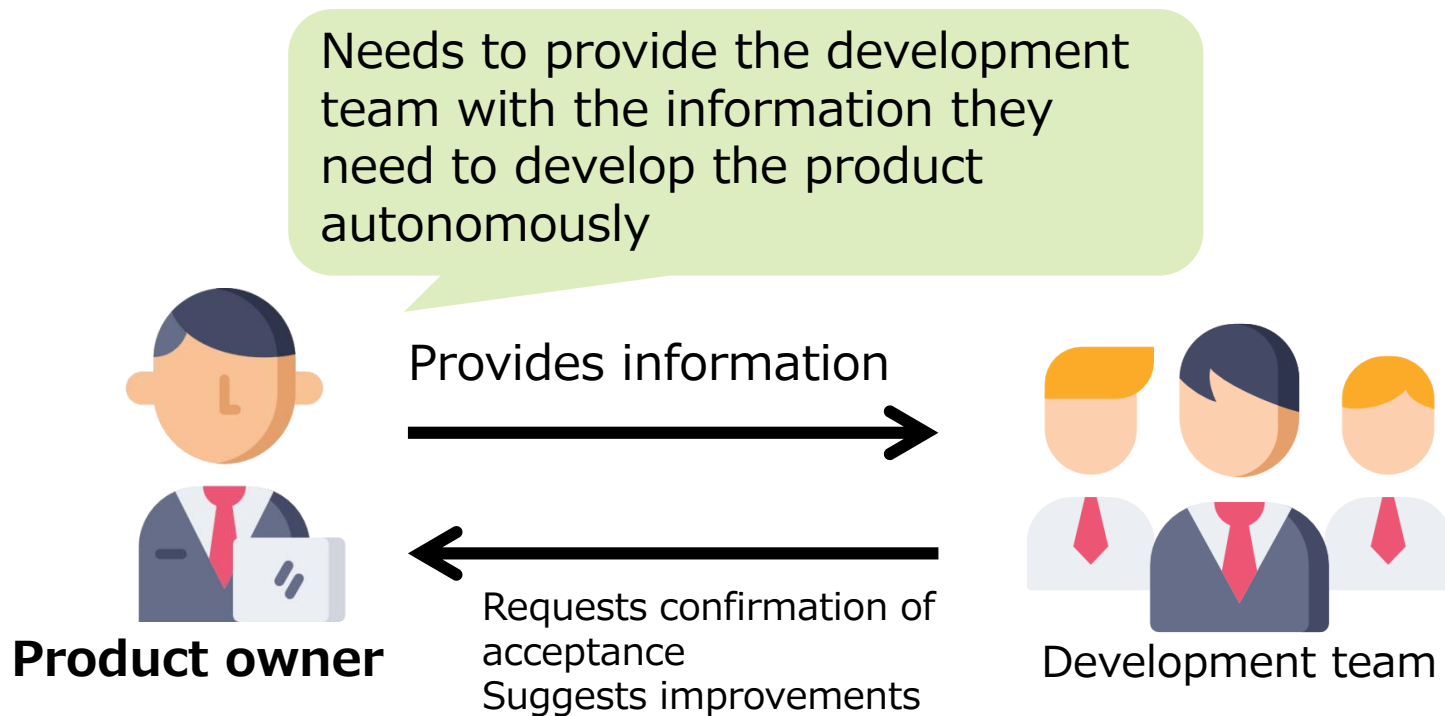 Needs to provide the development
team with the information they
need to develop the product
autonomously
Provides information
Requests confirmation of
acceptance
Suggests improvements
Product owner
Development team